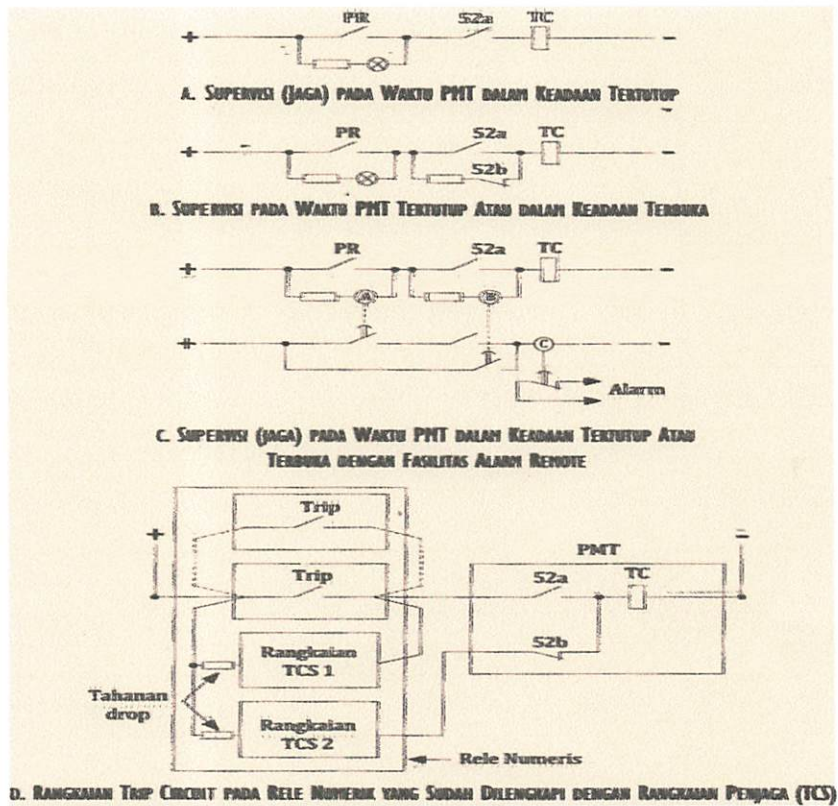 PR 52a TC
+ -
A. SUPERVISI (JAGA) PADA WAKTU PMT DALAM KEADAAN TERTUTUP
PR 52a TC
+ -
52b
B. SUPERVISI PADA WAKTU PMT TERTUTUP ATAU DALAM KEADAAN TERBUKA
PR 52a TC
+ -
A B
+ C -
Alarm
C. SUPERVISI (JAGA) PADA WAKTU PMT DALAM KEADAAN TERTUTUP ATAU
TERBUKA DENGAN FASILITAS ALARM REMOTE
Trip
+ -
PMT
Trip 52a TC
52b
Rangkaian
TCS 1
Tahanan
drop
Rangkaian
TCS 2
Rele Numeris
D. RANGKAIAN TRIP CIRCUIT PADA RELE NUMERIK YANG SUDAH DILENGKAPI DENGAN RANGKAIAN PENJAGA (TCS)